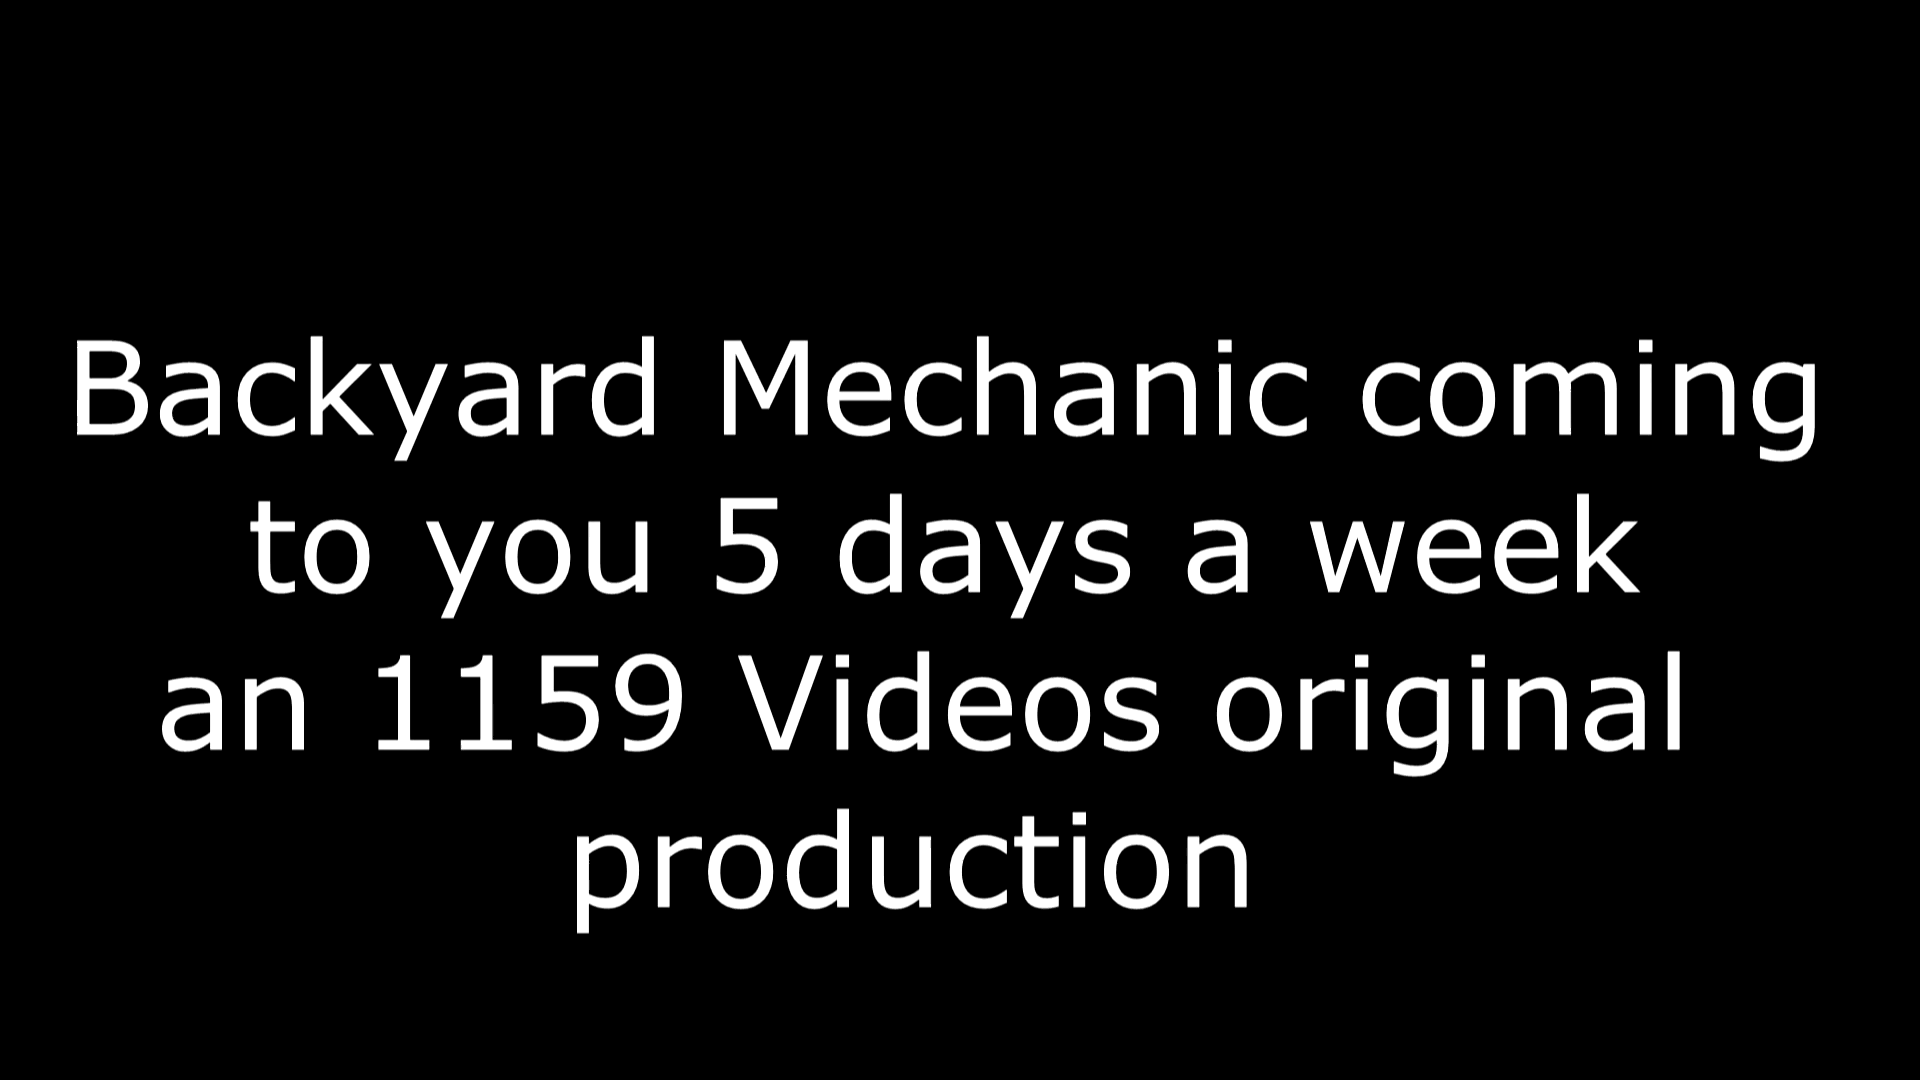 Backyard Mechanic coming
to you 5 days a week
an 1159 Videos original
production